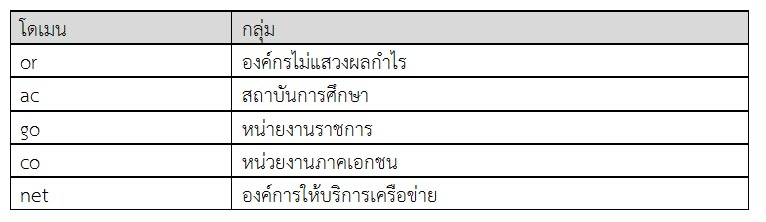 โดเมน กลุ่ม
or องค์กรไม่แสวงผลกำไร
ac สถาบันการศึกษา
go หน่ายงานราชการ
co หน่วยงานภาคเอกชน
net องค์การให้บริการเครือข่าย